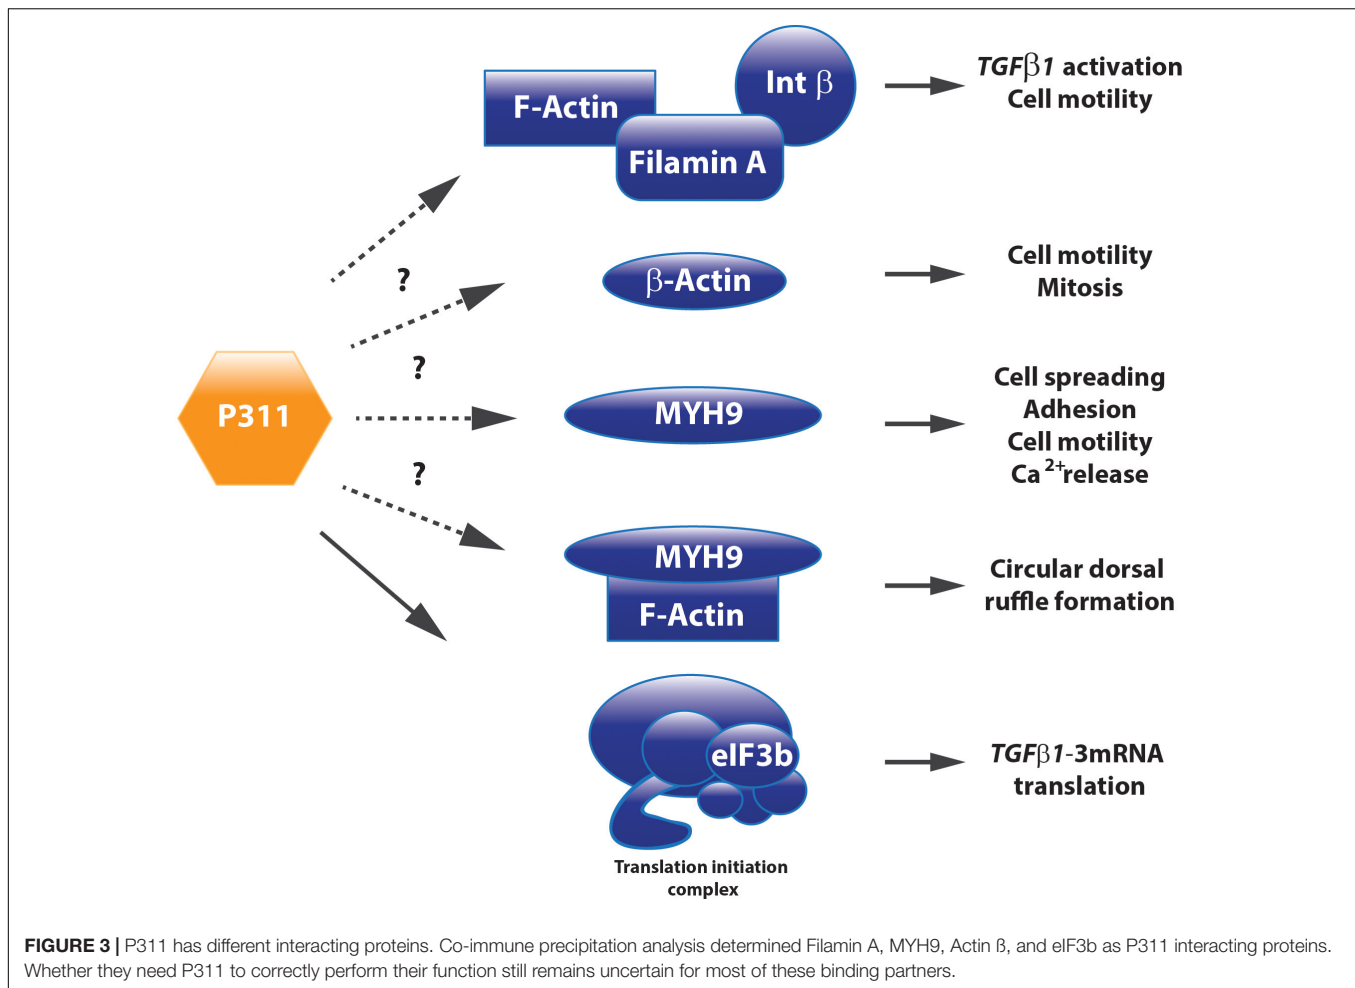 F-Actin
Int β
Filamin A
TGFβ1 activation
Cell motility
?
β-Actin
Cell motility
Mitosis
P311
?
MYH9
Cell spreading
Adhesion
Cell motility
Ca2+release
?
MYH9
F-Actin
Circular dorsal
ruffle formation
eIF3b
TGFβ1-3mRNA
translation
Translation initiation
complex
FIGURE 3 | P311 has different interacting proteins. Co-immune precipitation analysis determined Filamin A, MYH9, Actin ß, and eIF3b as P311 interacting proteins.
Whether they need P311 to correctly perform their function still remains uncertain for most of these binding partners.